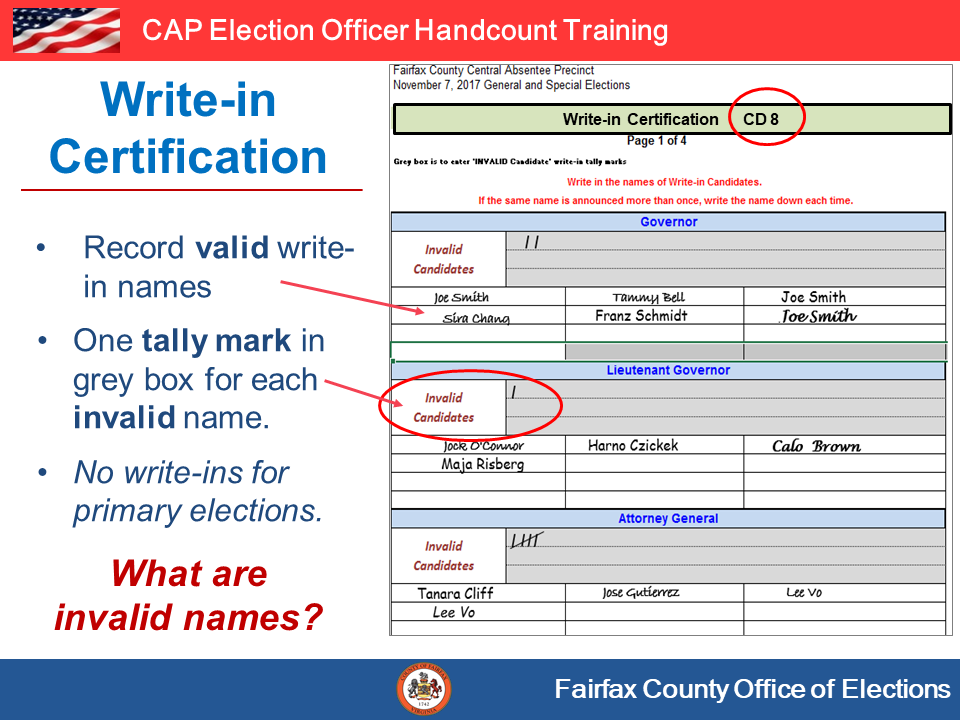 CAP Election Officer Handcount Training
Write-in
Certification
• Record valid write-
in names
• One tally mark in
grey box for each
invalid name.
• No write-ins for
primary elections.
What are
invalid names?
Fairfax County Central Absentee Precinct
November 7, 2017 General and Special Elections
Write-in Certification CD 8
Page 1 of 4
Grey box is to enter 'INVALID Candidate' write-in tally marks
Write in the names of Write-in Candidates.
If the same name is announced more than once, write the name down each time.
Governor
Invalid
Candidates
Joe Smith Tammy Bell Joe Smith
Sira Chang Franz Schmidt Joe Smith
Lieutenant Governor
Invalid
Candidates
Jock O'Connor Harno Czickek Calo Brown
Maja Risberg
Attorney General
Invalid
Candidates
Tanara Cliff Jose Gutierrez Lee Vo
Lee Vo
Fairfax County Office of Elections